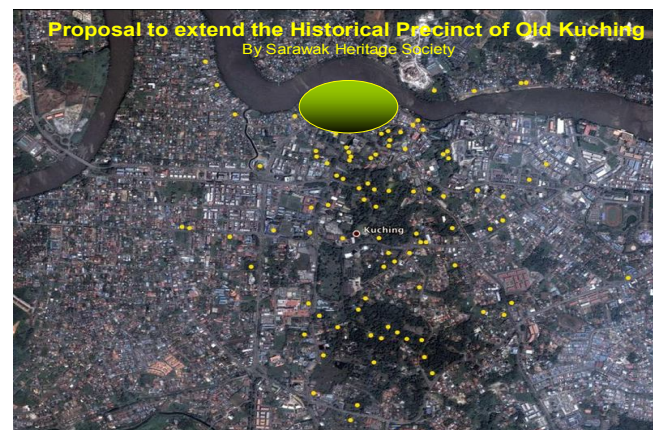 Proposal to extend the Historical Precinct of Old Kuching
By Sarawak Heritage Society
Kuching